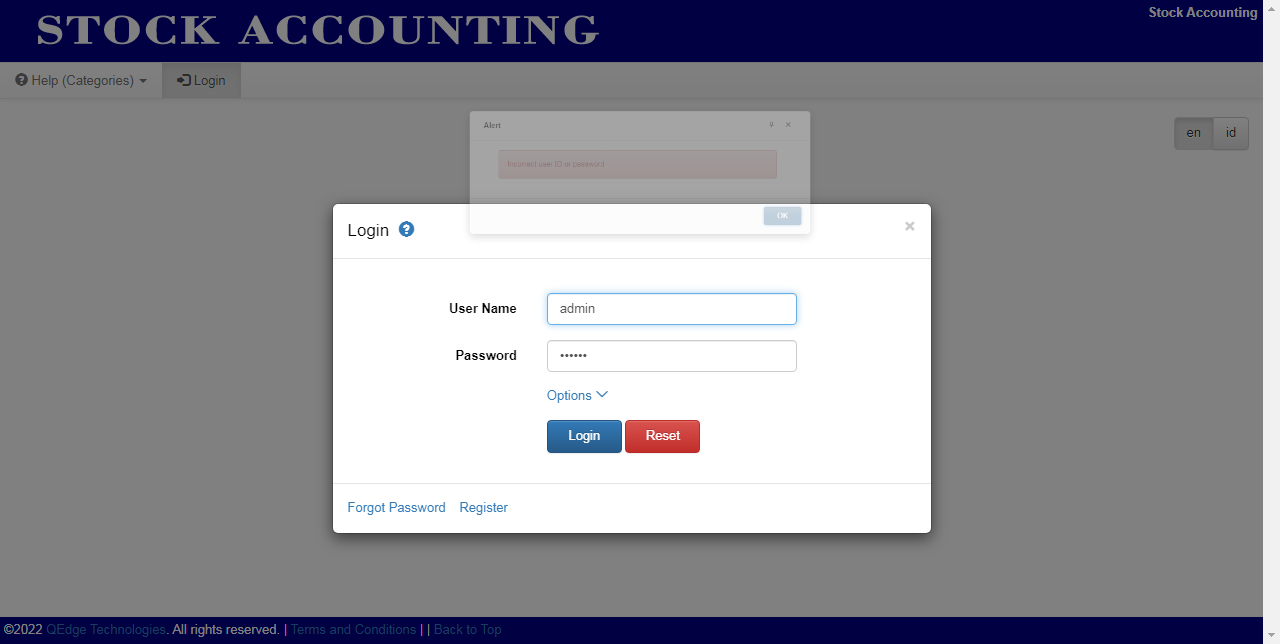 STOCK ACCOUNTING
Stock Accounting
Help (Categories) Login
en id
Alert
Incorrect user ID or password
OK
Login
User Name admin
Password ••••••
Options
Login Reset
Forgot Password Register
©2022 QEdge Technologies. All rights reserved. | Terms and Conditions | | Back to Top